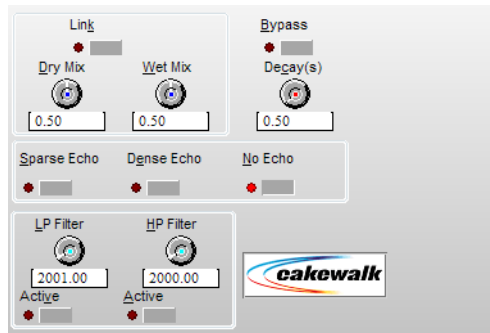 Link Bypass
Dry Mix Wet Mix Decay(s)
0.50 0.50 0.50
Sparse Echo Dense Echo No Echo
LP Filter HP Filter
2001.00 2000.00
Active Active
cakewalk